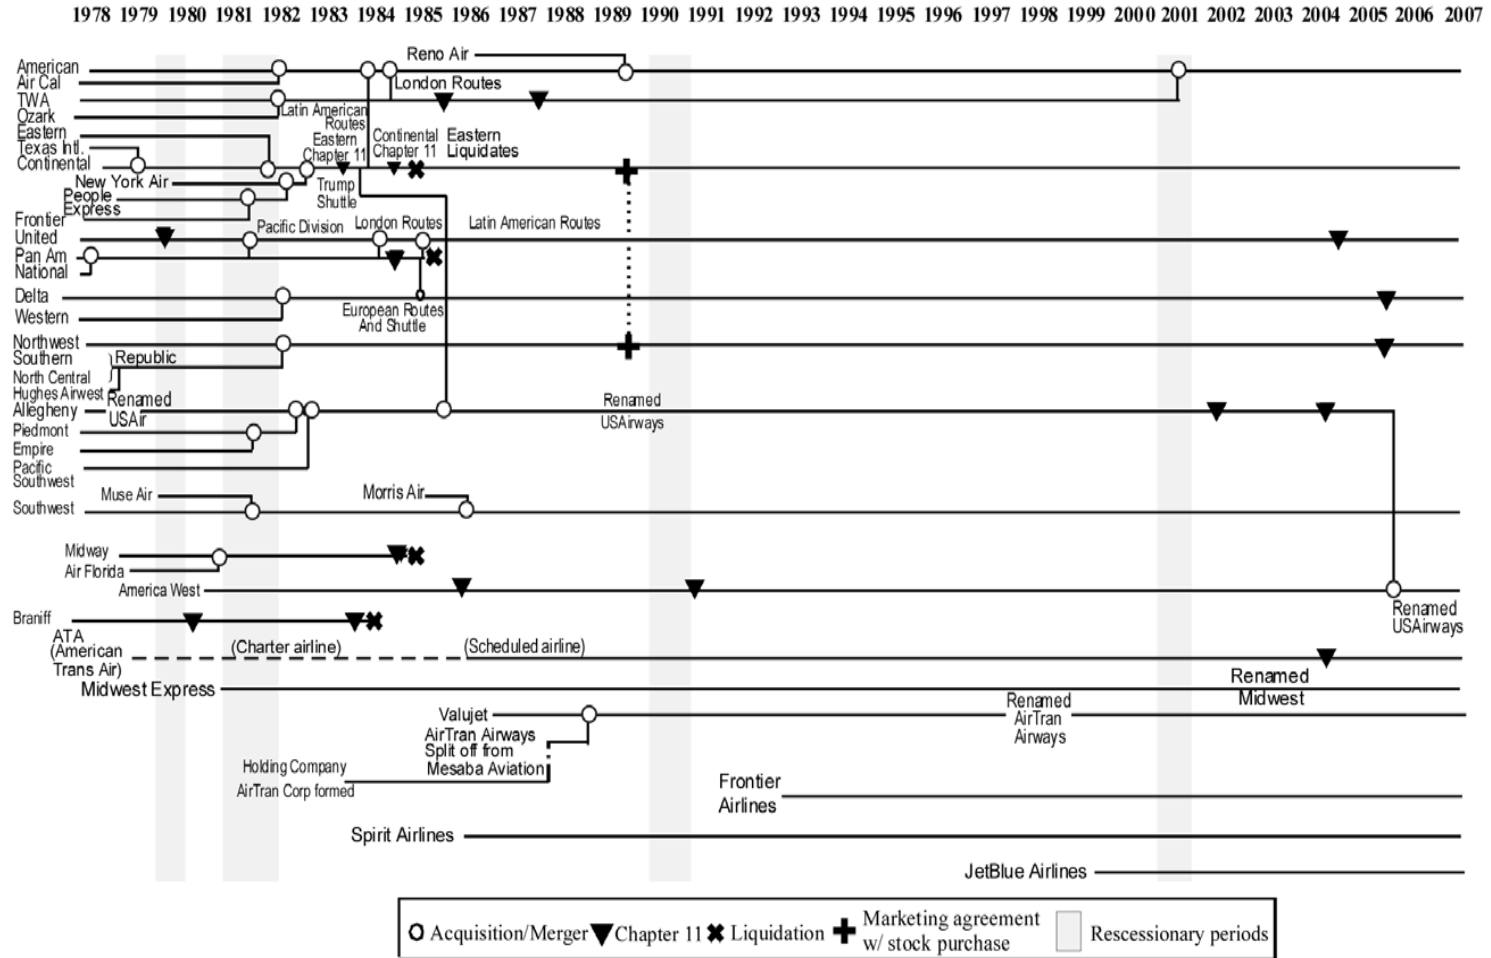 1978 1979 1980 1981 1982 1983 1984 1985 1986 1987 1988 1989 1990 1991 1992 1993 1994 1995 1996 1997 1998 1999 2000 2001 2002 2003 2004 2005 2006 2007
Reno Air
American
Air Cal
London Routes
TWA
Ozark
Latin American
Routes
Eastern
Texas Intl.
Continental
Eastern
Chapter 11
Continental
Chapter 11
Eastern
Liquidates
New York Air
Trump
Shuttle
People
Express
Frontier
United
Pacific Division
London Routes
Latin American Routes
Pan Am
National
Delta
Western
European Routes
And Shuttle
Northwest
Southern
Republic
North Central
Hughes Airwest
Renamed
USAir
Allegheny
Renamed
USAirways
Piedmont
Empire
Pacific
Southwest
Muse Air
Morris Air
Southwest
Midway
Air Florida
America West
Renamed
USAirways
Braniff
ATA
(American
Trans Air)
(Charter airline)
(Scheduled airline)
Midwest Express
Renamed
Midwest
Valujet
Renamed
AirTran
Airways
AirTran Airways
Split off from
Mesaba Aviation
Holding Company
AirTran Corp formed
Frontier
Airlines
Spirit Airlines
JetBlue Airlines
Acquisition/Merger
Chapter 11
Liquidation
Marketing agreement
w/ stock purchase
Rescessionary periods